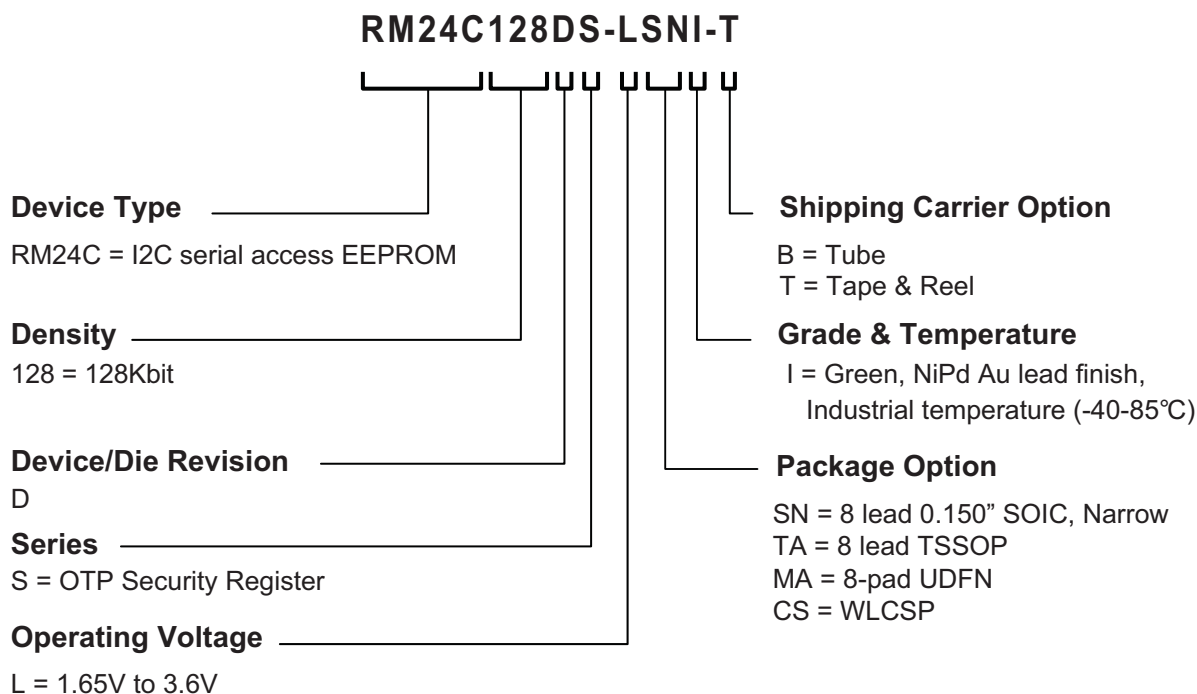 RM24C128DS-LSNI-T
Device Type
RM24C = I2C serial access EEPROM
Density
128 = 128Kbit
Device/Die Revision
D
Series
S = OTP Security Register
Operating Voltage
L = 1.65V to 3.6V
Shipping Carrier Option
B = Tube
T = Tape & Reel
Grade & Temperature
I = Green, NiPd Au lead finish,
Industrial temperature (-40-85℃)
Package Option
SN = 8 lead 0.150” SOIC, Narrow
TA = 8 lead TSSOP
MA = 8-pad UDFN
CS = WLCSP